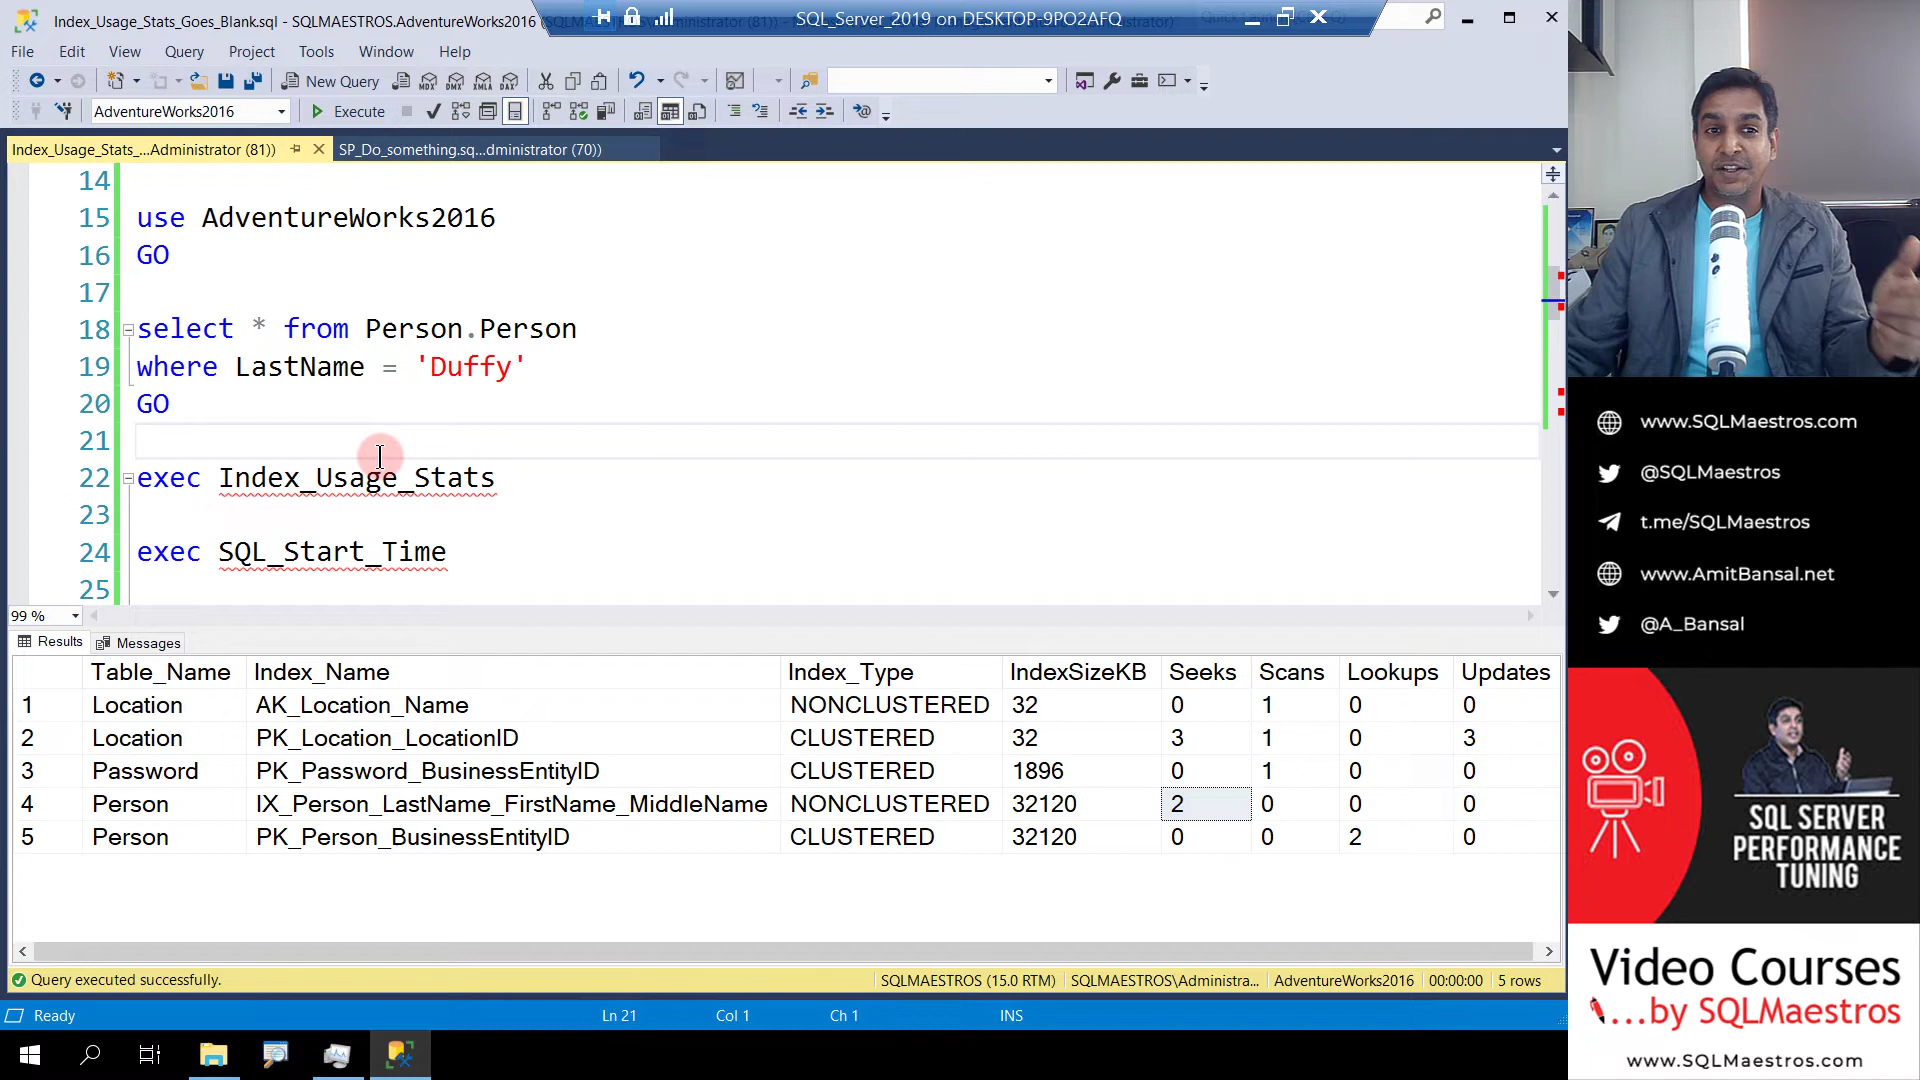 Index_Usage_Stats_Goes_Blank.sql - SQLMAESTROS.AdventureWorks2016
SQL_Server_2019 on DESKTOP-9PO2AFQ
File Edit View Query Project Tools Window Help
New Query
AdventureWorks2016
Execute
Index_Usage_Stats_...Administrator (81))
SP_Do_something.sq...dministrator (70))
14
15 use AdventureWorks2016
16 GO
17
18 select * from Person.Person
19 where LastName = 'Duffy'
20 GO
21
22 exec Index_Usage_Stats
23
24 exec SQL_Start_Time
25
99 %
Results Messages
Table_Name Index_Name Index_Type IndexSizeKB Seeks Scans Lookups Updates
1 Location AK_Location_Name NONCLUSTERED 32 0 1 0 0
2 Location PK_Location_LocationID CLUSTERED 32 3 1 0 3
3 Password PK_Password_BusinessEntityID CLUSTERED 1896 0 1 0 0
4 Person IX_Person_LastName_FirstName_MiddleName NONCLUSTERED 32120 2 0 0 0
5 Person PK_Person_BusinessEntityID CLUSTERED 32120 0 0 2 0
Query executed successfully.
SQLMAESTROS (15.0 RTM) SQLMAESTROS\Administra... AdventureWorks2016 00:00:00 5 rows
Ready Ln 21 Col 1 Ch 1 INS
www.SQLMaestros.com
@SQLMaestros
t.me/SQLMaestros
www.AmitBansal.net
@A_Bansal
SQL SERVER
PERFORMANCE
TUNING
Video Courses
...by SQLMaestros
www.SQLMaestros.com